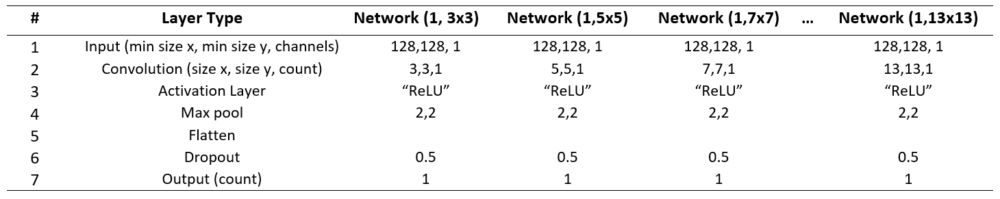 # Layer Type Network (1, 3x3) Network (1,5x5) Network (1,7x7) ... Network (1,13x13)
1 Input (min size x, min size y, channels) 128,128, 1 128,128, 1 128,128, 1 128,128, 1
2 Convolution (size x, size y, count) 3,3,1 5,5,1 7,7,1 13,13,1
3 Activation Layer “ReLU” “ReLU” “ReLU” “ReLU”
4 Max pool 2,2 2,2 2,2 2,2
5 Flatten
6 Dropout 0.5 0.5 0.5 0.5
7 Output (count) 1 1 1 1